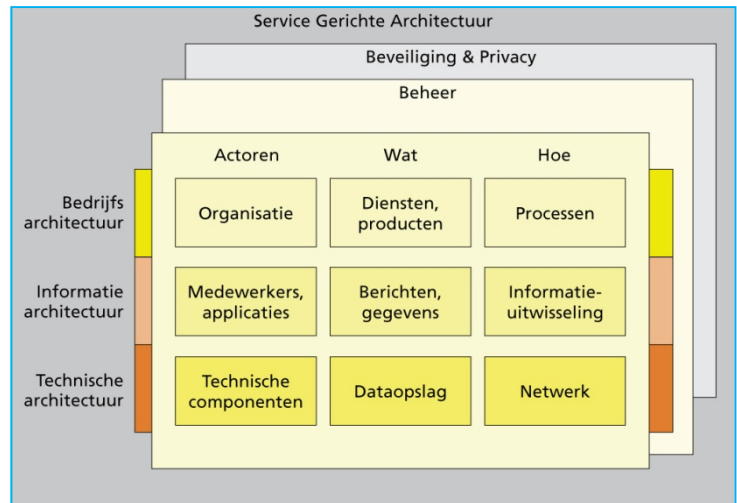 Service Gerichte Architectuur
Beveiliging & Privacy
Beheer
Actoren
Wat
Hoe
Bedrijfs
architectuur
Organisatie
Diensten,
producten
Processen
Informatie
architectuur
Medewerkers,
applicaties
Berichten,
gegevens
Informatie-
uitwisseling
Technische
architectuur
Technische
componenten
Dataopslag
Netwerk